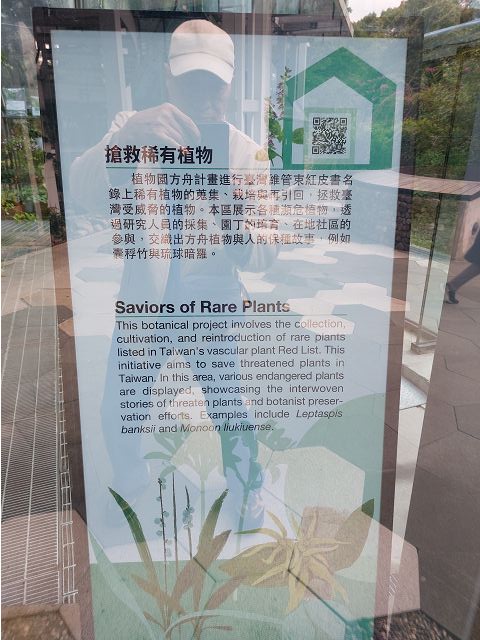 搶救稀有植物
植物園方舟計畫進行臺灣維管束紅皮書名
錄上稀有植物的蒐集、栽培與再引回，拯救臺
灣受威脅的植物。本區展示各種瀕危植物，透
過研究人員的採集、園丁的培育、在地社區的
參與，交織出方舟植物與人的保種故事，例如
囊稃竹與琉球暗羅。
Saviors of Rare Plants
This botanical project involves the collection,
cultivation, and reintroduction of rare plants
listed in Taiwan's vascular plant Red List. This
initiative aims to save threatened plants in
Taiwan. In this area, various endangered plants
are displayed, showcasing the interwoven
stories of threaten plants and botanist preser-
vation efforts. Examples include Leptaspis
banksii and Monoon liukiuense.